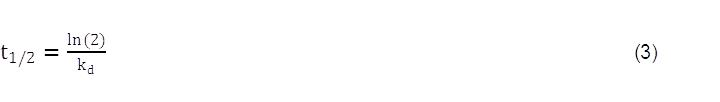 t1/2 = ln(2)/kd (3)